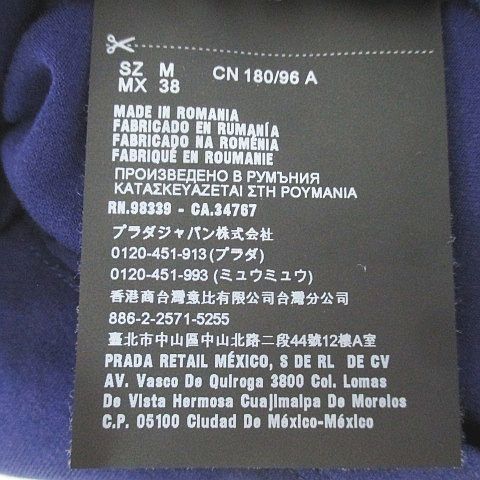 SZ M CN 180/96 A
MX 38
MADE IN ROMANIA
FABRICADO EN RUMANÍA
FABRICADO NA ROMÉNIA
FABRIQUÉ EN ROUMANIE
ПРОИЗВЕДЕНО В РУМЪНИЯ
ΚΑΤΑΣΚΕΥΑΖΕΤΑΙ ΣΤΗ ΡΟΥΜΑΝΙΑ
RN.98339 - CA.34767
プラダジャパン株式会社
0120-451-913 (プラダ)
0120-451-993 (ミュウミュウ)
香港商台灣意比有限公司台灣分公司
886-2-2571-5255
臺北市中山區中山北路二段44號12樓A室
PRADA RETAIL MÉXICO, S DE RL DE CV
AV. Vasco De Quiroga 3800 Col. Lomas
De Vista Hermosa Cuajimalpa De Morelos
C.P. 05100 Ciudad De México-México